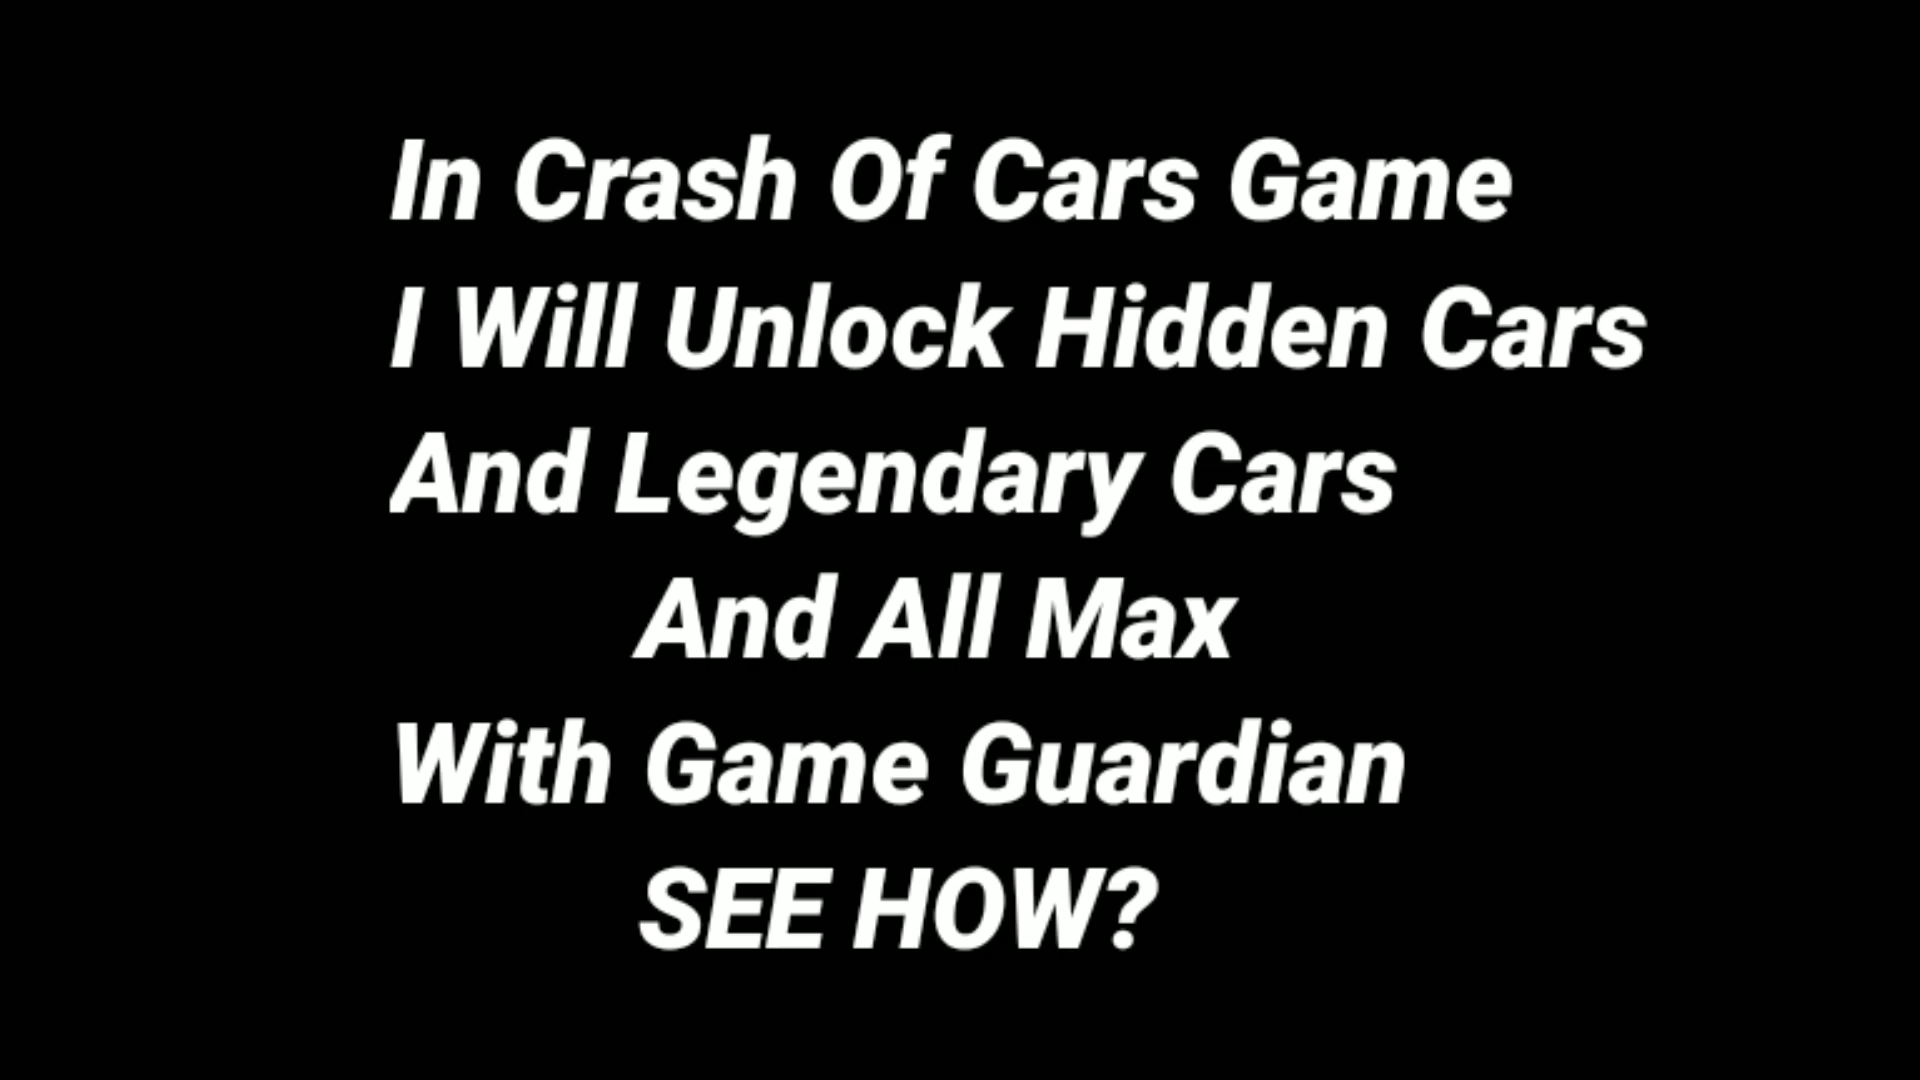 In Crash Of Cars Game
I Will Unlock Hidden Cars
And Legendary Cars
And All Max
With Game Guardian
SEE HOW?